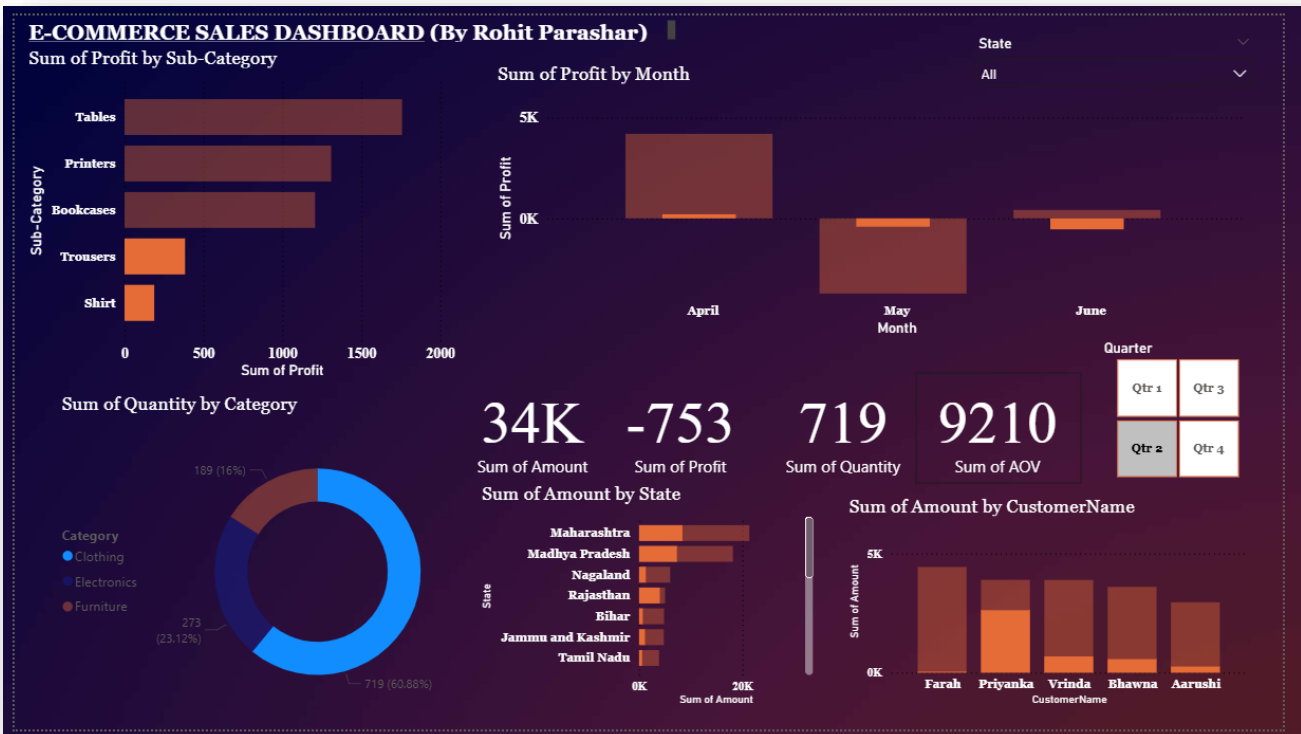 E-COMMERCE SALES DASHBOARD (By Rohit Parashar)
Sum of Profit by Sub-Category
Sub-Category
Tables
Printers
Bookcases
Trousers
Shirt
0 500 1000 1500 2000
Sum of Profit
Sum of Profit by Month
Sum of Profit
5K
0K
April May June
Month
State
All
Quarter
Qtr 1 Qtr 3
Qtr 2 Qtr 4
34K -753 719 9210
Sum of Amount Sum of Profit Sum of Quantity Sum of AOV
Sum of Quantity by Category
189 (16%)
Category
Clothing
Electronics
Furniture
273
(23.12%)
719 (60.88%)
Sum of Amount by State
State
Maharashtra
Madhya Pradesh
Nagaland
Rajasthan
Bihar
Jammu and Kashmir
Tamil Nadu
0K 20K
Sum of Amount
Sum of Amount by CustomerName
Sum of Amount
5K
0K
Farah Priyanka Vrinda Bhawna Aarushi
CustomerName